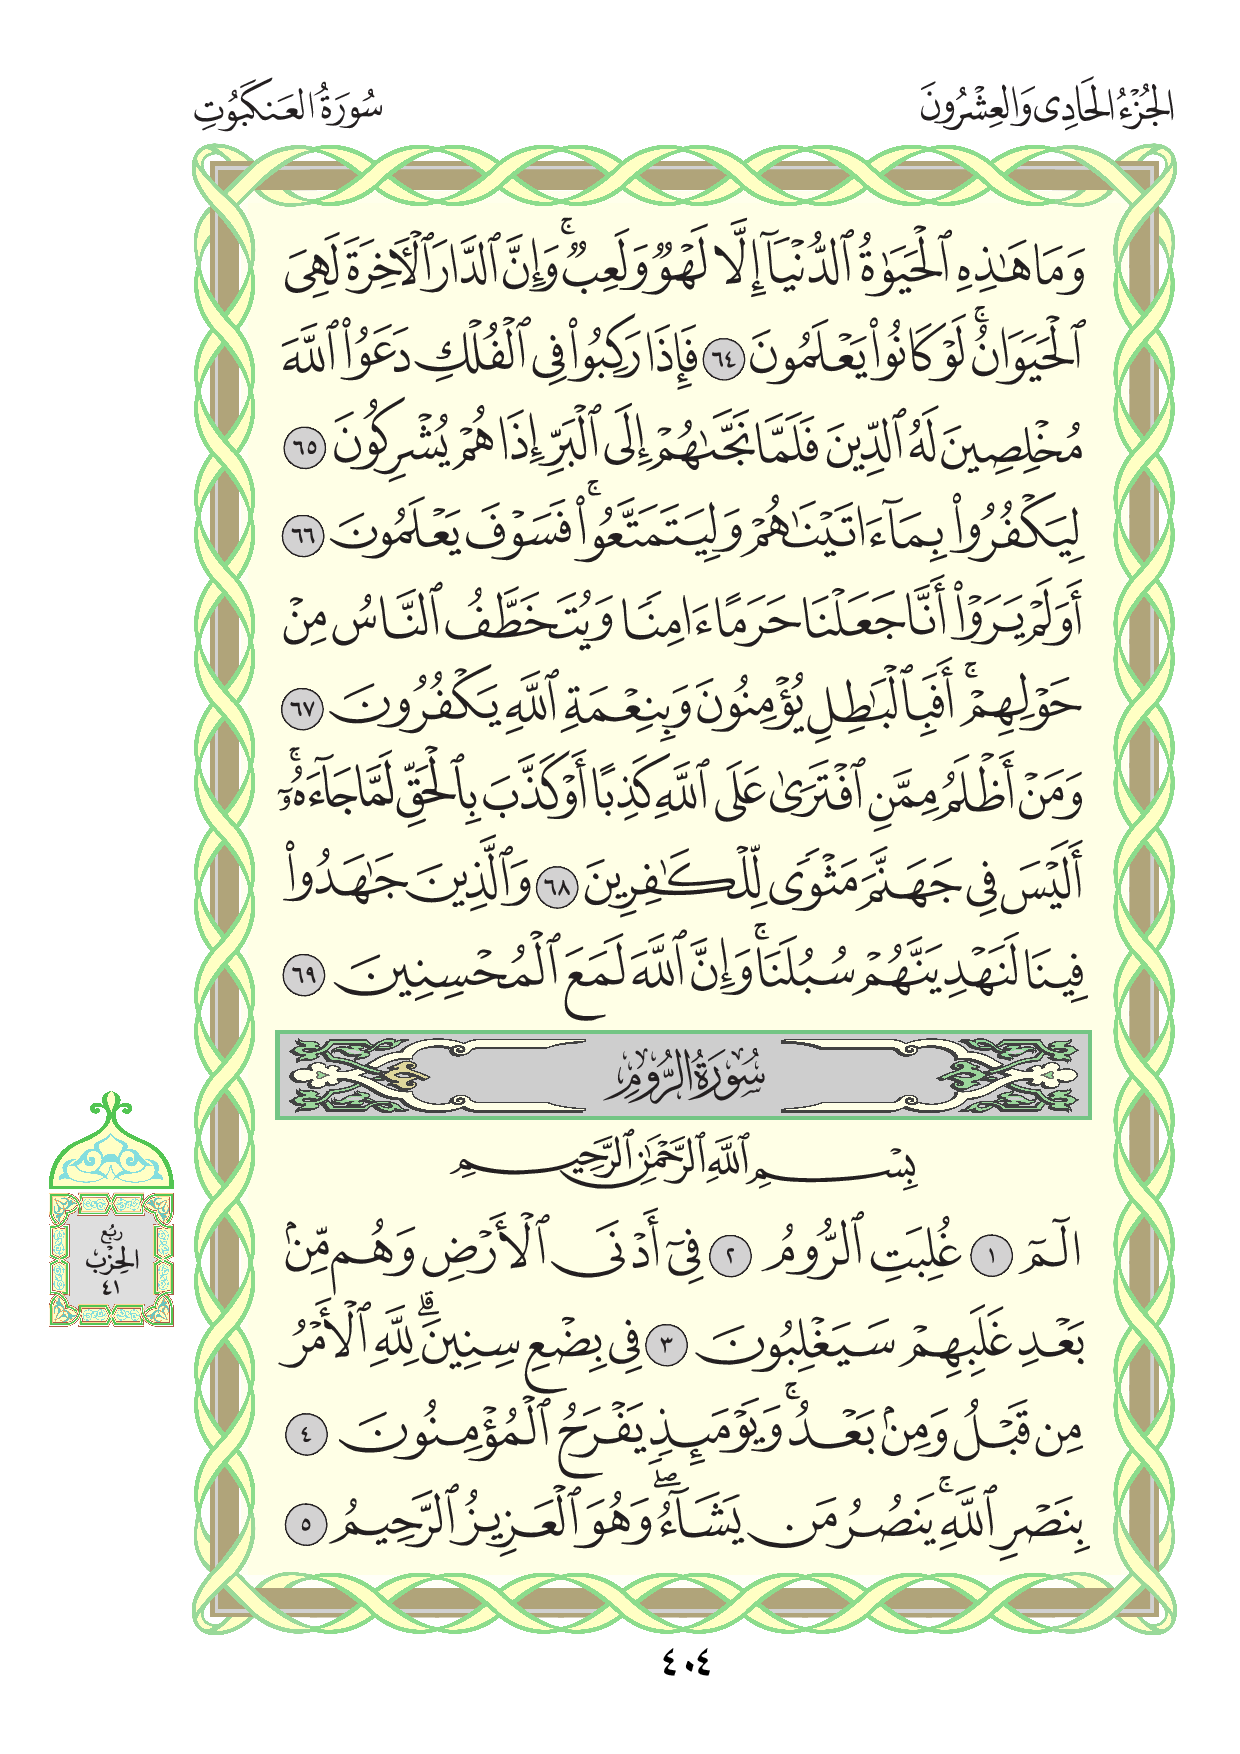 الجُزْءُ الحَادِى وَالعِشْرُونَ
سُورَةُ العَنكَبُوتِ
وَمَا هَٰذِهِ ٱلْحَيَوٰةُ ٱلدُّنْيَآ إِلَّا لَهْوٌ وَلَعِبٌ ۚ وَإِنَّ ٱلدَّارَ ٱلْـَٔاخِرَةَ لَهِىَ
ٱلْحَيَوَانُ ۚ لَوْ كَانُوا۟ يَعْلَمُونَ ٦٤ فَإِذَا رَكِبُوا۟ فِى ٱلْفُلْكِ دَعَوُا۟ ٱللَّهَ
مُخْلِصِينَ لَهُ ٱلدِّينَ فَلَمَّا نَجَّىٰهُمْ إِلَى ٱلْبَرِّ إِذَا هُمْ يُشْرِكُونَ ٦٥
لِيَكْفُرُوا۟ بِمَآ ءَاتَيْنَٰهُمْ وَلِيَتَمَتَّعُوا۟ ۚ فَسَوْفَ يَعْلَمُونَ ٦٦
أَوَلَمْ يَرَوْا۟ أَنَّا جَعَلْنَا حَرَمًا ءَامِنًا وَيُتَخَطَّفُ ٱلنَّاسُ مِنْ
حَوْلِهِمْ ۚ أَفَبِٱلْبَٰطِلِ يُؤْمِنُونَ وَبِنِعْمَةِ ٱللَّهِ يَكْفُرُونَ ٦٧
وَمَنْ أَظْلَمُ مِمَّنِ ٱفْتَرَىٰ عَلَى ٱللَّهِ كَذِبًا أَوْ كَذَّبَ بِٱلْحَقِّ لَمَّا جَآءَهُۥٓ ۚ
أَلَيْسَ فِى جَهَنَّمَ مَثْوًى لِّلْكَٰفِرِينَ ٦٨ وَٱلَّذِينَ جَٰهَدُوا۟
فِينَا لَنَهْدِيَنَّهُمْ سُبُلَنَا ۚ وَإِنَّ ٱللَّهَ لَمَعَ ٱلْمُحْسِنِينَ ٦٩
سُورَةُ الرُّومِ
بِسْمِ ٱللَّهِ ٱلرَّحْمَٰنِ ٱلرَّحِيمِ
الٓمٓ ١ غُلِبَتِ ٱلرُّومُ ٢ فِىٓ أَدْنَى ٱلْأَرْضِ وَهُم مِّنۢ
بَعْدِ غَلَبِهِمْ سَيَغْلِبُونَ ٣ فِى بِضْعِ سِنِينَ ۗ لِلَّهِ ٱلْأَمْرُ
مِن قَبْلُ وَمِنۢ بَعْدُ ۚ وَيَوْمَئِذٍ يَفْرَحُ ٱلْمُؤْمِنُونَ ٤
بِنَصْرِ ٱللَّهِ ۚ يَنصُرُ مَن يَشَآءُ ۖ وَهُوَ ٱلْعَزِيزُ ٱلرَّحِيمُ ٥
رُبْعُ
الحِزْبِ
٤١
٤٠٤